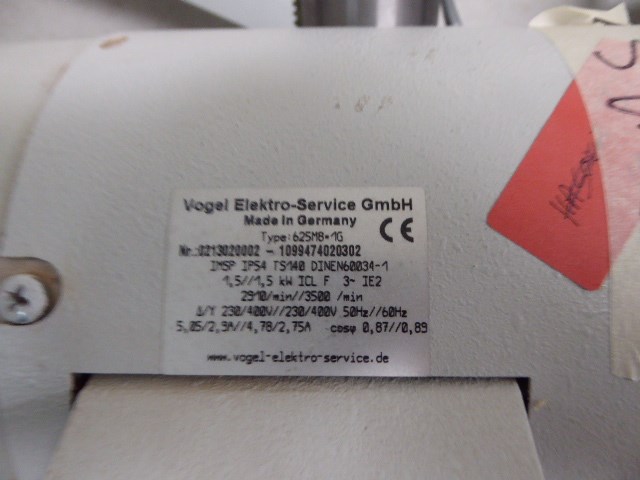 Vogel Elektro-Service GmbH
Made in Germany
CE
Type:625MB*1G
Nr.:0213020002 - 1099474020302
IMSP IP54 TS140 DINEN60034-1
1,5//1,5 kW ICL F 3~ IE2
2910/min//3500 /min
Δ/Y 230/400V//230/400V 50Hz//60Hz
5,05/2,9A//4,78/2,75A cosφ 0,87//0,89
www.vogel-elektro-service.de